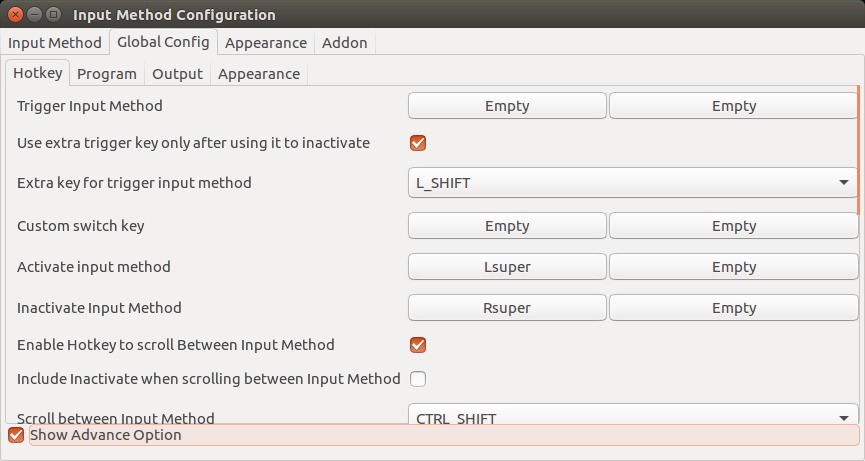 Input Method Configuration
Input Method Global Config Appearance Addon
Hotkey Program Output Appearance
Trigger Input Method Empty Empty
Use extra trigger key only after using it to inactivate
Extra key for trigger input method L_SHIFT
Custom switch key Empty Empty
Activate input method Lsuper Empty
Inactivate Input Method Rsuper Empty
Enable Hotkey to scroll Between Input Method
Include Inactivate when scrolling between Input Method
Scroll between Input Method CTRL_SHIFT
Show Advance Option